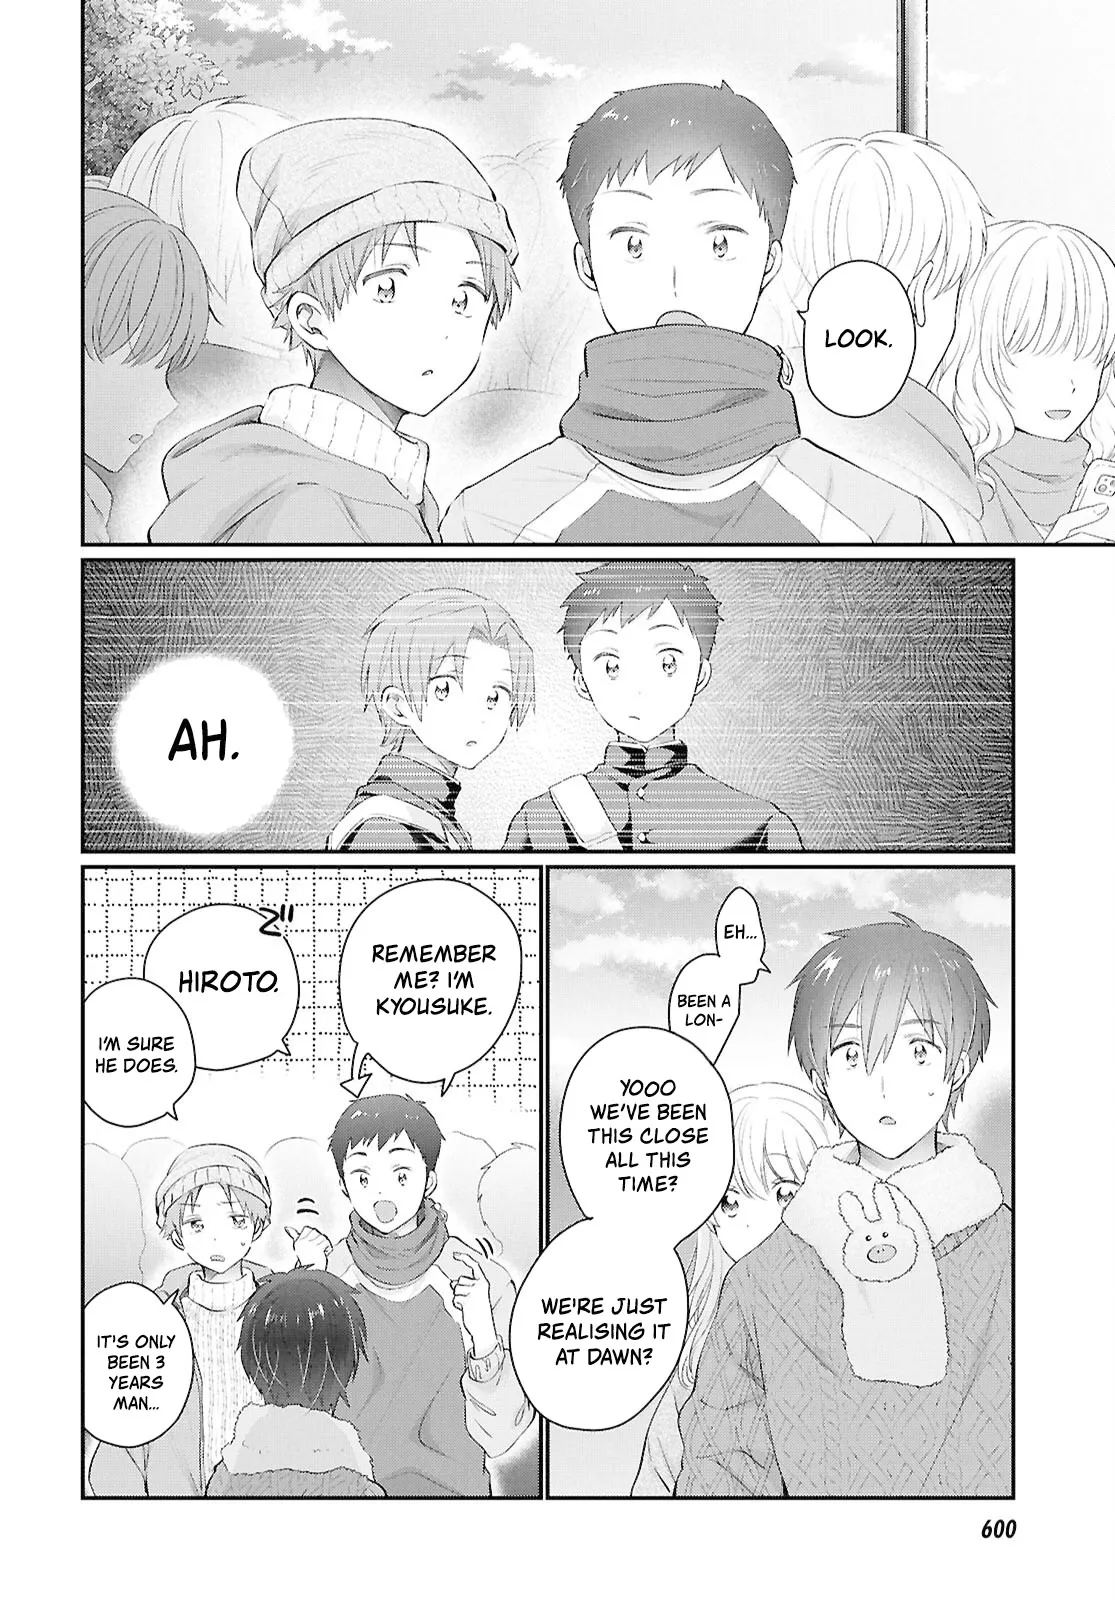 LOOK.
AH.
EH...
BEEN A
LON-
YOOO
WE'VE BEEN
THIS CLOSE
ALL THIS
TIME?
WE'RE JUST
REALISING IT
AT DAWN?
REMEMBER
ME? I'M
KYOUSUKE.
HIROTO.
I'M SURE
HE DOES.
IT'S ONLY
BEEN 3
YEARS
MAN...
600